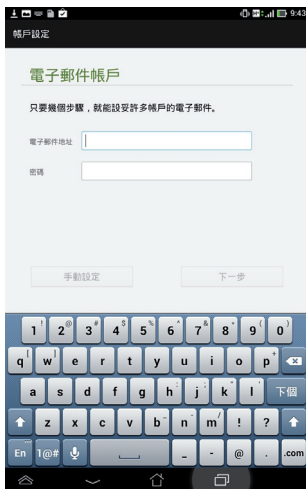 9:43
帳戶設定
電子郵件帳戶
只要幾個步驟，就能設妥許多帳戶的電子郵件。
電子郵件地址
密碼
手動設定 下一步
1 ! 2 @ 3 # 4 $ 5 % 6 ^ 7 & 8 * 9 ( 0 )
q [ w ] e r t y u i o p +
a s d f g h : j ; k " l ' 下個
z x c v b - n m / ! ?
En 1@# _ - @ . .com